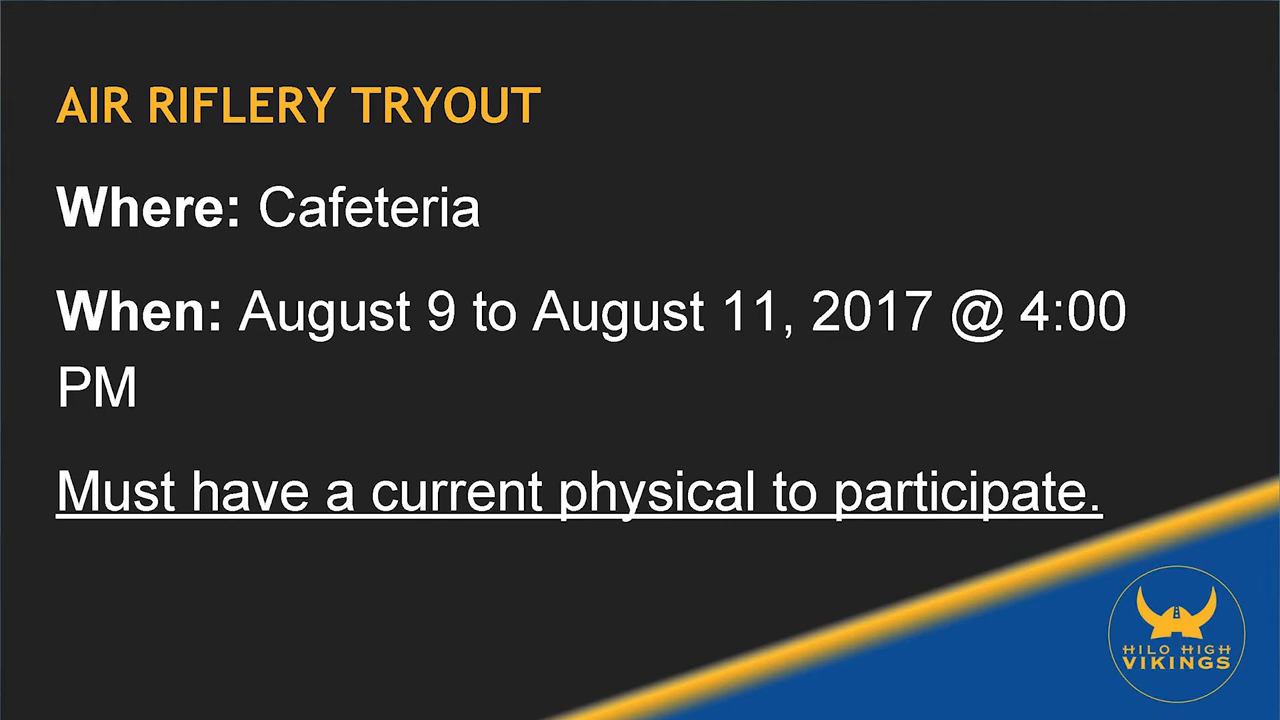 AIR RIFLERY TRYOUT
Where: Cafeteria
When: August 9 to August 11, 2017 @ 4:00
PM
Must have a current physical to participate.
HILO HIGH
VIKINGS